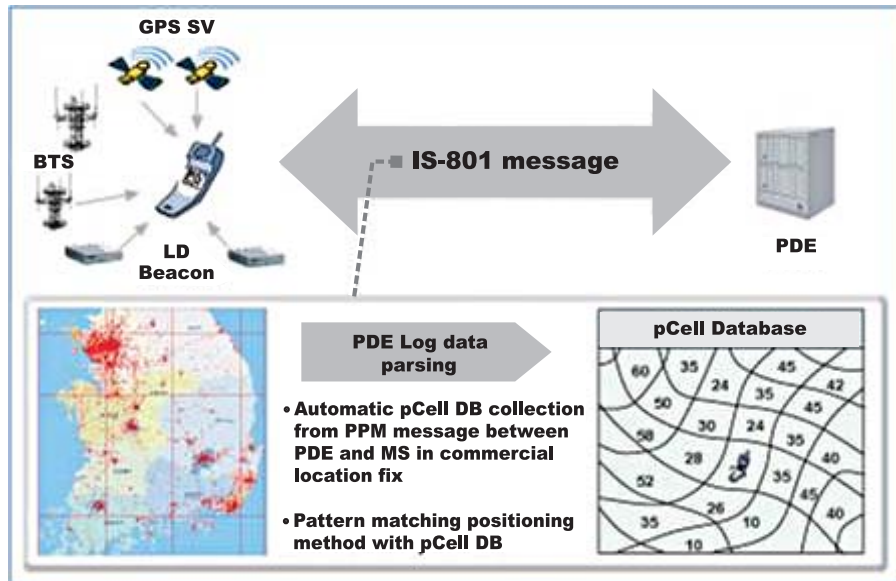 GPS SV
BTS
IS-801 message
LD
Beacon
PDE
PDE Log data
parsing
• Automatic pCell DB collection
from PPM message between
PDE and MS in commercial
location fix
• Pattern matching positioning
method with pCell DB
pCell Database
60
35
45
24
42
50
35
45
30
24
58
35
28
40
35
52
45
26
40
35
10
10